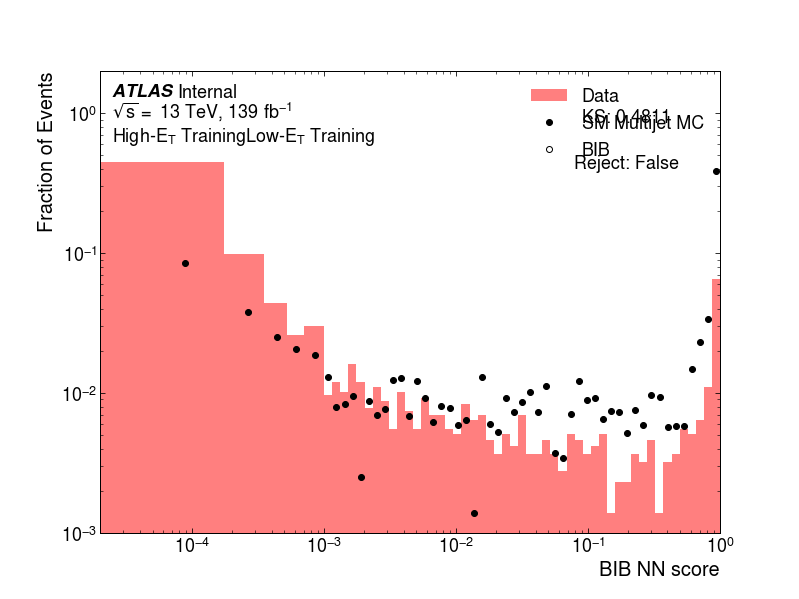 ATLAS Internal
√s = 13 TeV, 139 fb⁻¹
High-E_T TrainingLow-E_T Training
Data
KS: 0.4811
SM Multijet MC
BIB
Reject: False
Fraction of Events
10⁰
10⁻¹
10⁻²
10⁻³
10⁻⁴
10⁻³
10⁻²
10⁻¹
10⁰
BIB NN score